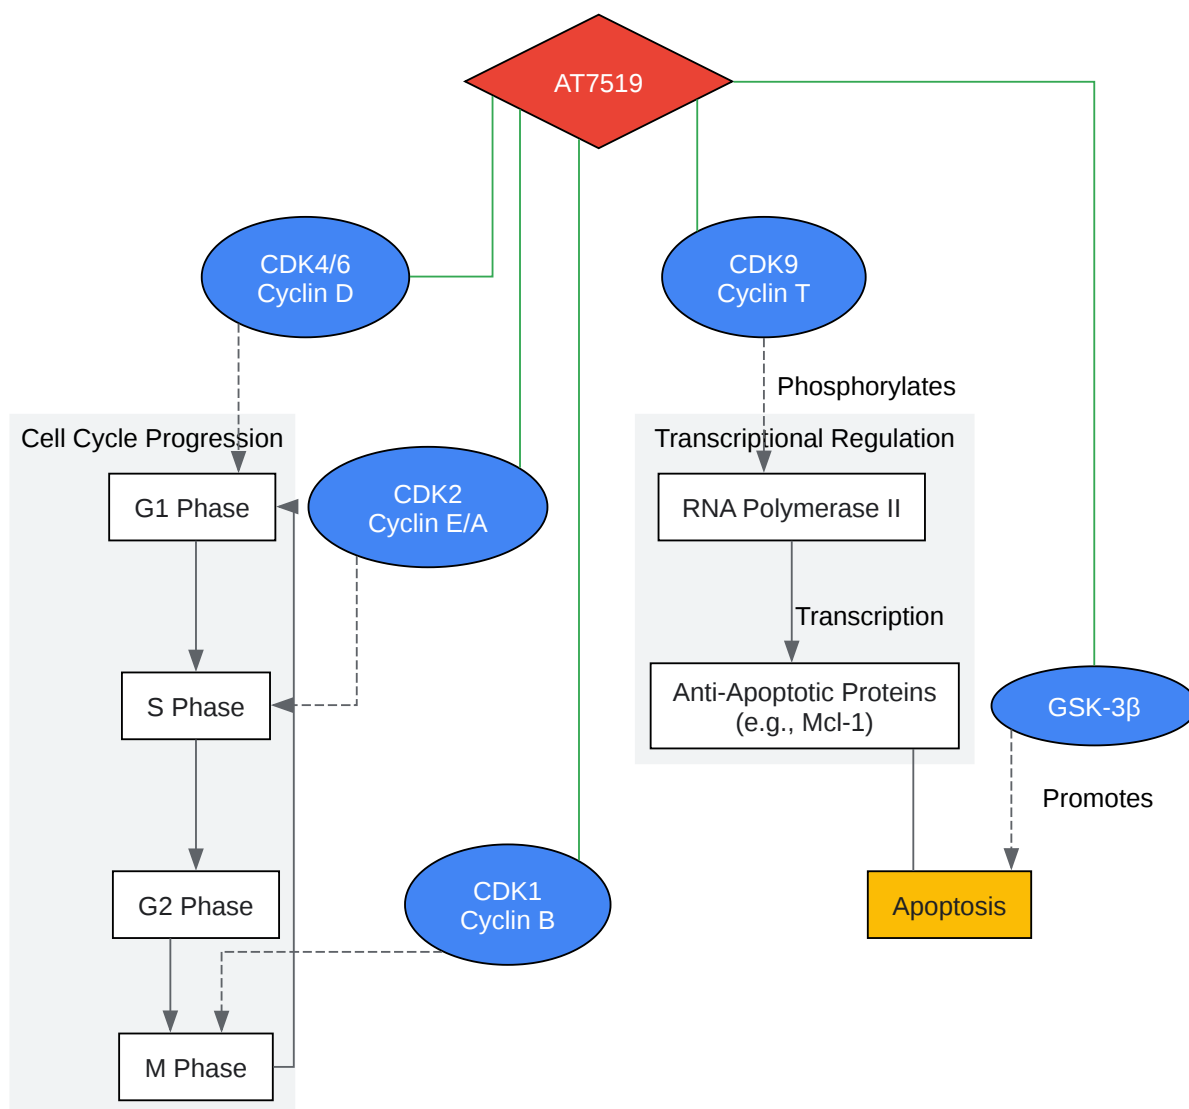 AT7519
CDK4/6
Cyclin D
CDK9
Cyclin T
Phosphorylates
Cell Cycle Progression
Transcriptional Regulation
G1 Phase
CDK2
Cyclin E/A
RNA Polymerase II
Transcription
S Phase
Anti-Apoptotic Proteins
(e.g., Mcl-1)
GSK-3β
Promotes
G2 Phase
CDK1
Cyclin B
Apoptosis
M Phase